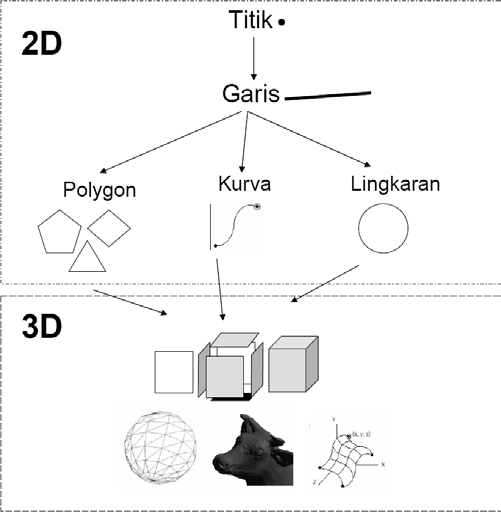 2D
Titik
Garis
Polygon
Kurva
Lingkaran
3D
Y
(x, y, z)
X
Z